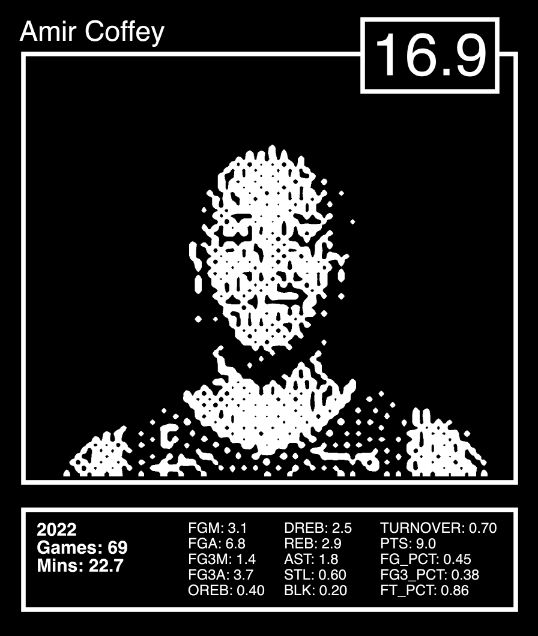 Amir Coffey
16.9
2022
Games: 69
Mins: 22.7
FGM: 3.1
FGA: 6.8
FG3M: 1.4
FG3A: 3.7
OREB: 0.40
DREB: 2.5
REB: 2.9
AST: 1.8
STL: 0.60
BLK: 0.20
TURNOVER: 0.70
PTS: 9.0
FG_PCT: 0.45
FG3_PCT: 0.38
FT_PCT: 0.86